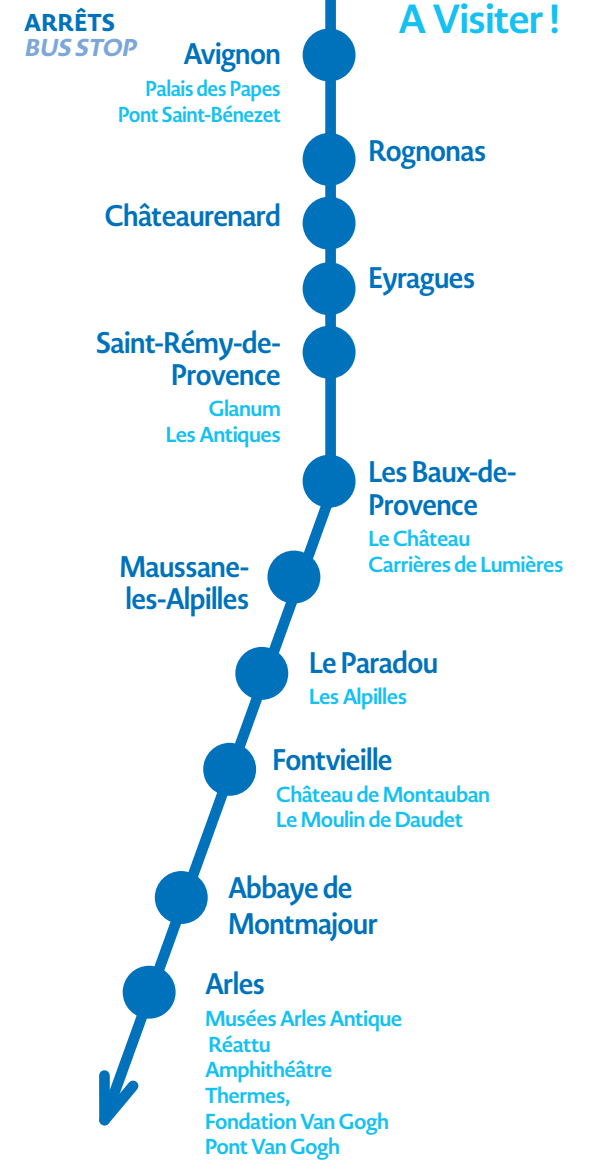 ARRÊTS
BUS STOP
A Visiter !
Avignon
Palais des Papes
Pont Saint-Bénezet
Rognonas
Châteaurenard
Eyragues
Saint-Rémy-de-
Provence
Glanum
Les Antiques
Les Baux-de-
Provence
Le Château
Carrières de Lumières
Maussane-
les-Alpilles
Le Paradou
Les Alpilles
Fontvieille
Château de Montauban
Le Moulin de Daudet
Abbaye de
Montmajour
Arles
Musées Arles Antique
Réattu
Amphithéâtre
Thermes,
Fondation Van Gogh
Pont Van Gogh